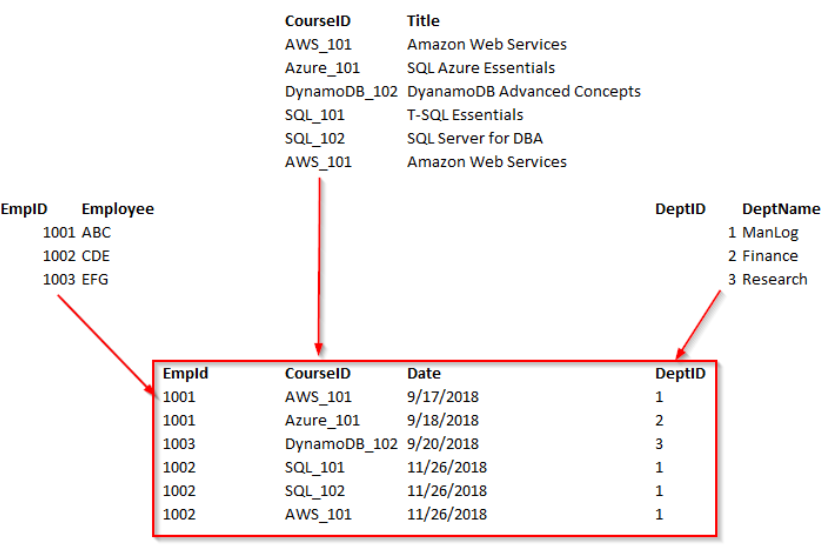 CourseID Title
AWS_101 Amazon Web Services
Azure_101 SQL Azure Essentials
DynamoDB_102 DyanamoDB Advanced Concepts
SQL_101 T-SQL Essentials
SQL_102 SQL Server for DBA
AWS_101 Amazon Web Services
EmpID Employee
1001 ABC
1002 CDE
1003 EFG
DeptID DeptName
1 ManLog
2 Finance
3 Research
EmpId CourseID Date DeptID
1001 AWS_101 9/17/2018 1
1001 Azure_101 9/18/2018 2
1003 DynamoDB_102 9/20/2018 3
1002 SQL_101 11/26/2018 1
1002 SQL_102 11/26/2018 1
1002 AWS_101 11/26/2018 1